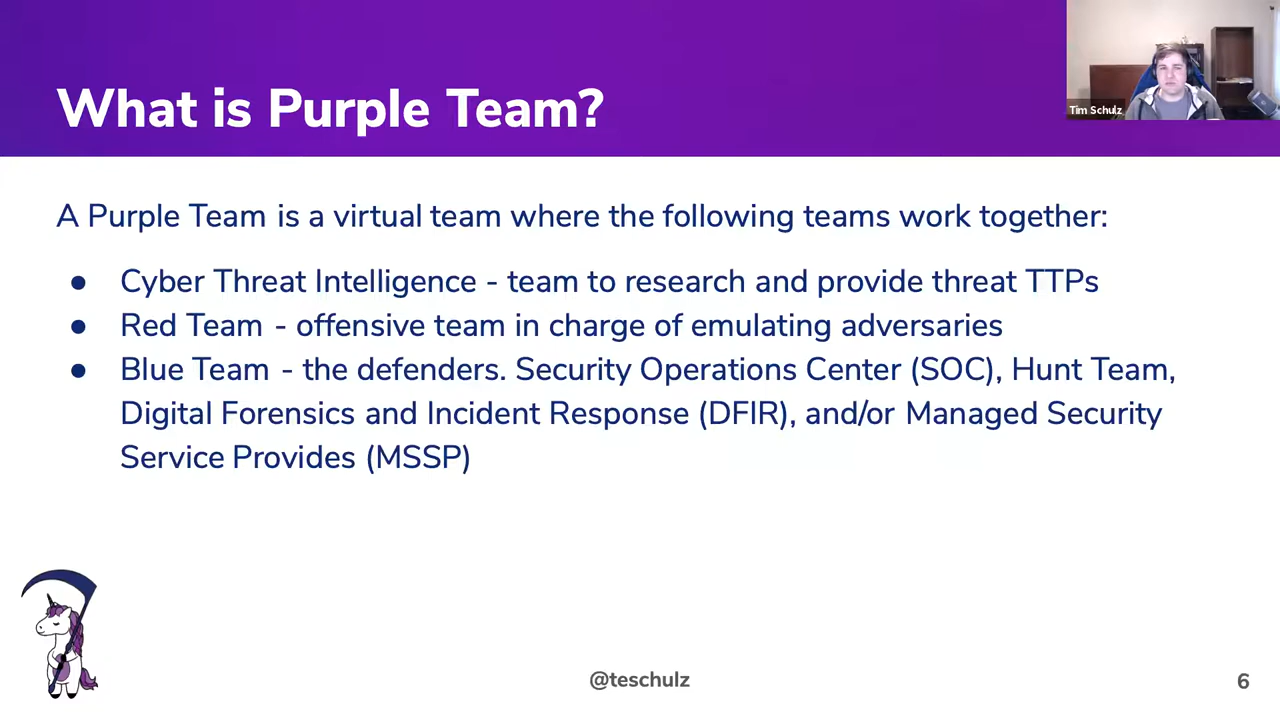 What is Purple Team?
Tim Schulz
A Purple Team is a virtual team where the following teams work together:
● Cyber Threat Intelligence - team to research and provide threat TTPs
● Red Team - offensive team in charge of emulating adversaries
● Blue Team - the defenders. Security Operations Center (SOC), Hunt Team,
Digital Forensics and Incident Response (DFIR), and/or Managed Security
Service Provides (MSSP)
@teschulz
6